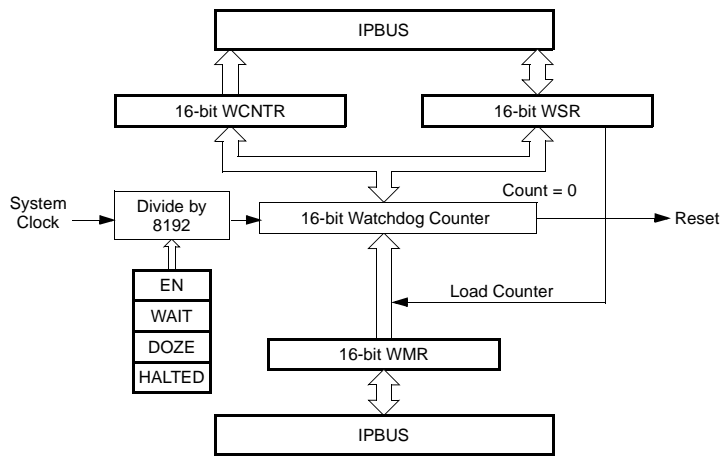 IPBUS
16-bit WCNTR
16-bit WSR
Count = 0
System
Clock
Divide by
8192
16-bit Watchdog Counter
Reset
EN
WAIT
DOZE
HALTED
Load Counter
16-bit WMR
IPBUS